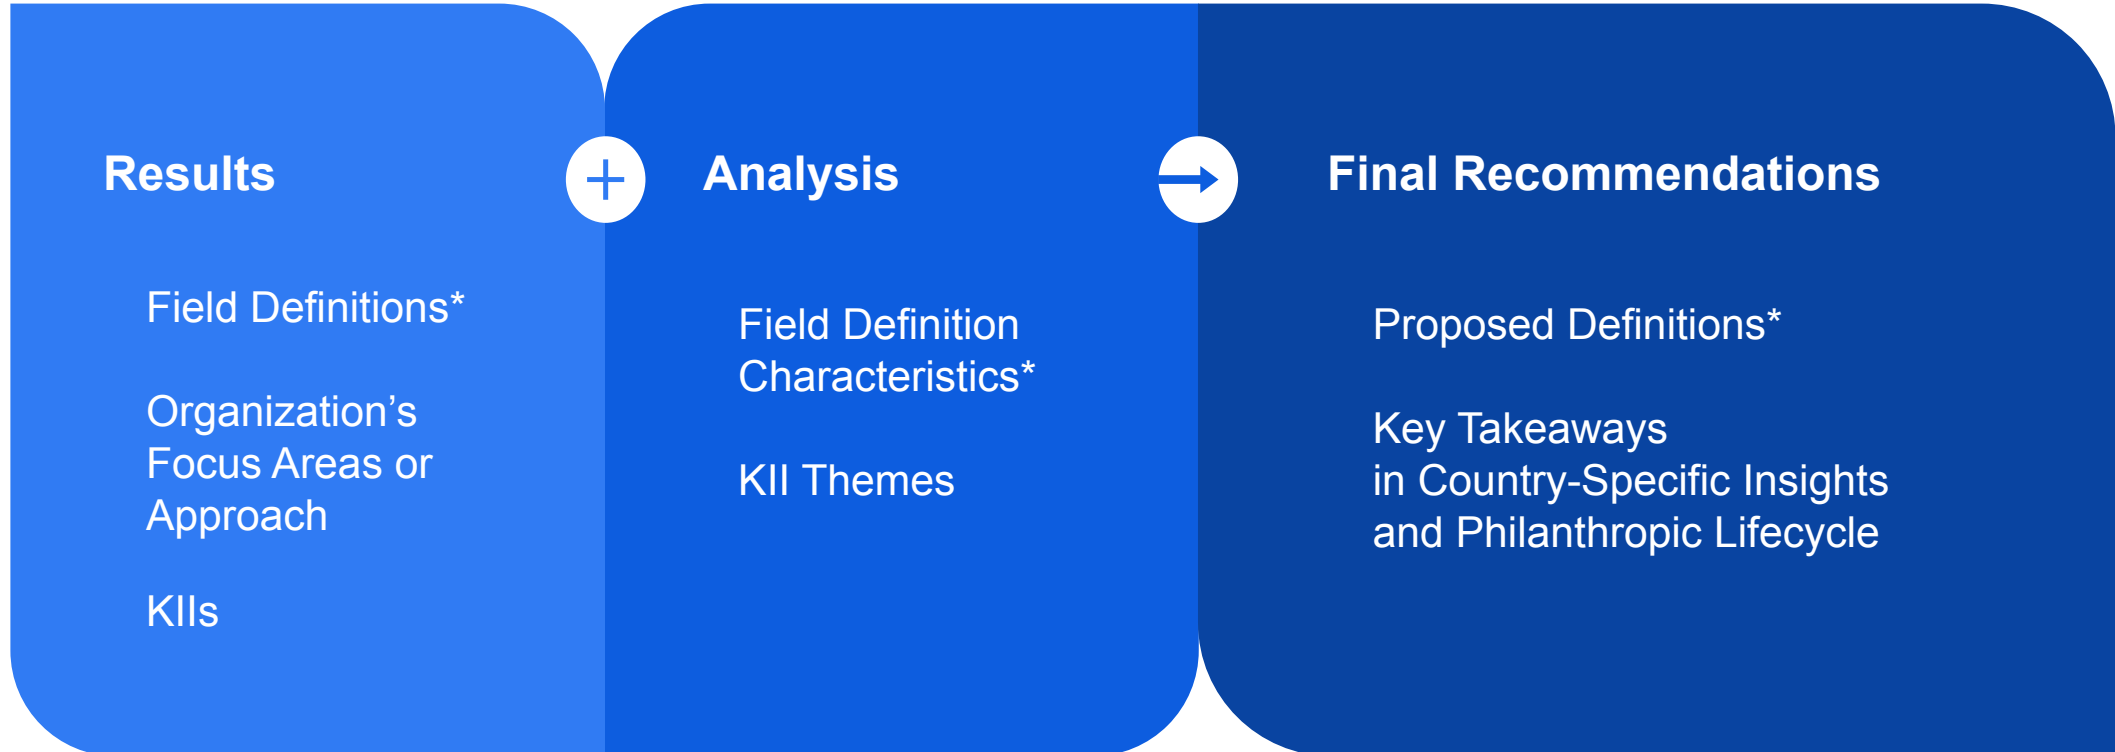 Results
Field Definitions*
Organization’s
Focus Areas or
Approach
KIIs
Analysis
Field Definition
Characteristics*
KII Themes
Final Recommendations
Proposed Definitions*
Key Takeaways
in Country-Specific Insights
and Philanthropic Lifecycle